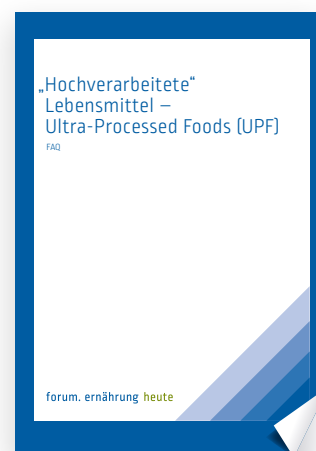 „Hochverarbeitete“
Lebensmittel –
Ultra-Processed Foods (UPF)
FAQ
forum. ernährung heute